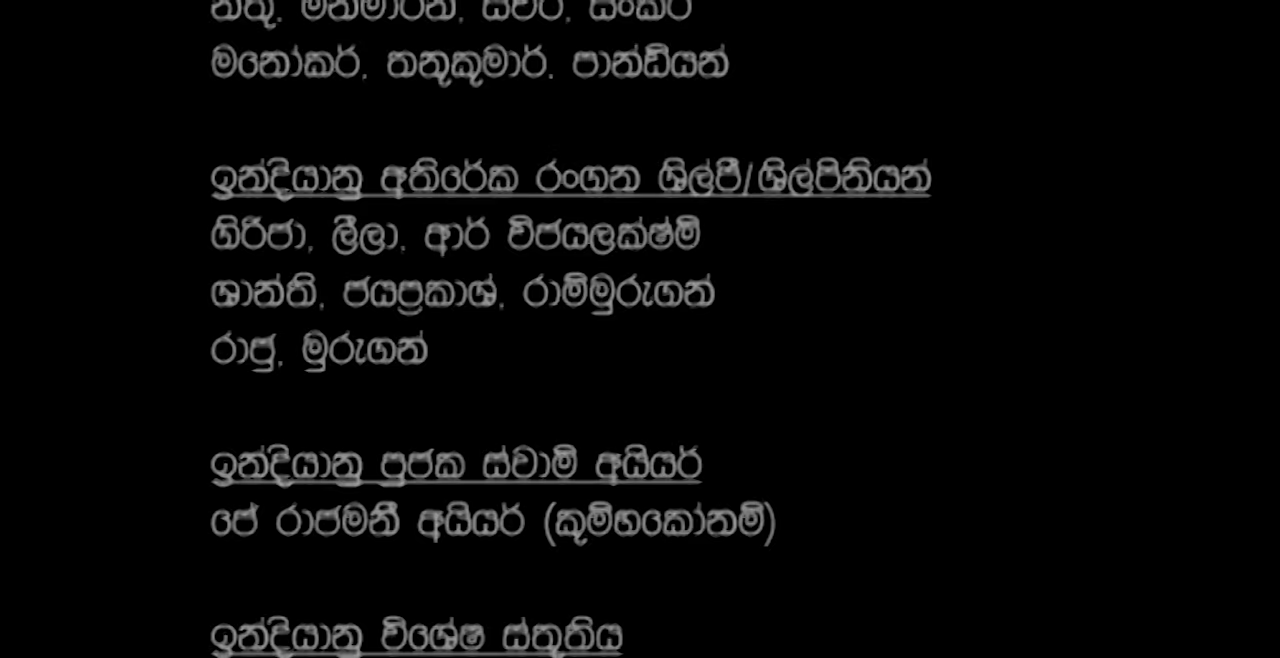 මනෝකර්, තනූකූමාර්, පාන්ඩියන්
ඉන්දියානු අතිරේක රංගන ශිල්පී/ශිල්පිනියන්
ගිරිජා, ලීලා, ආර් විජයලක්ෂ්මි
ශාන්ති, ජයප්‍රකාශ්, රාම්මුරුගන්
රාජු, මුරුගන්
ඉන්දියානු පුජක ස්වාමි අයියර්
පේ රාජමනී අයියර් (කූම්භකෝනම්)
ඉන්දියානු විශේෂ ස්තූතිය